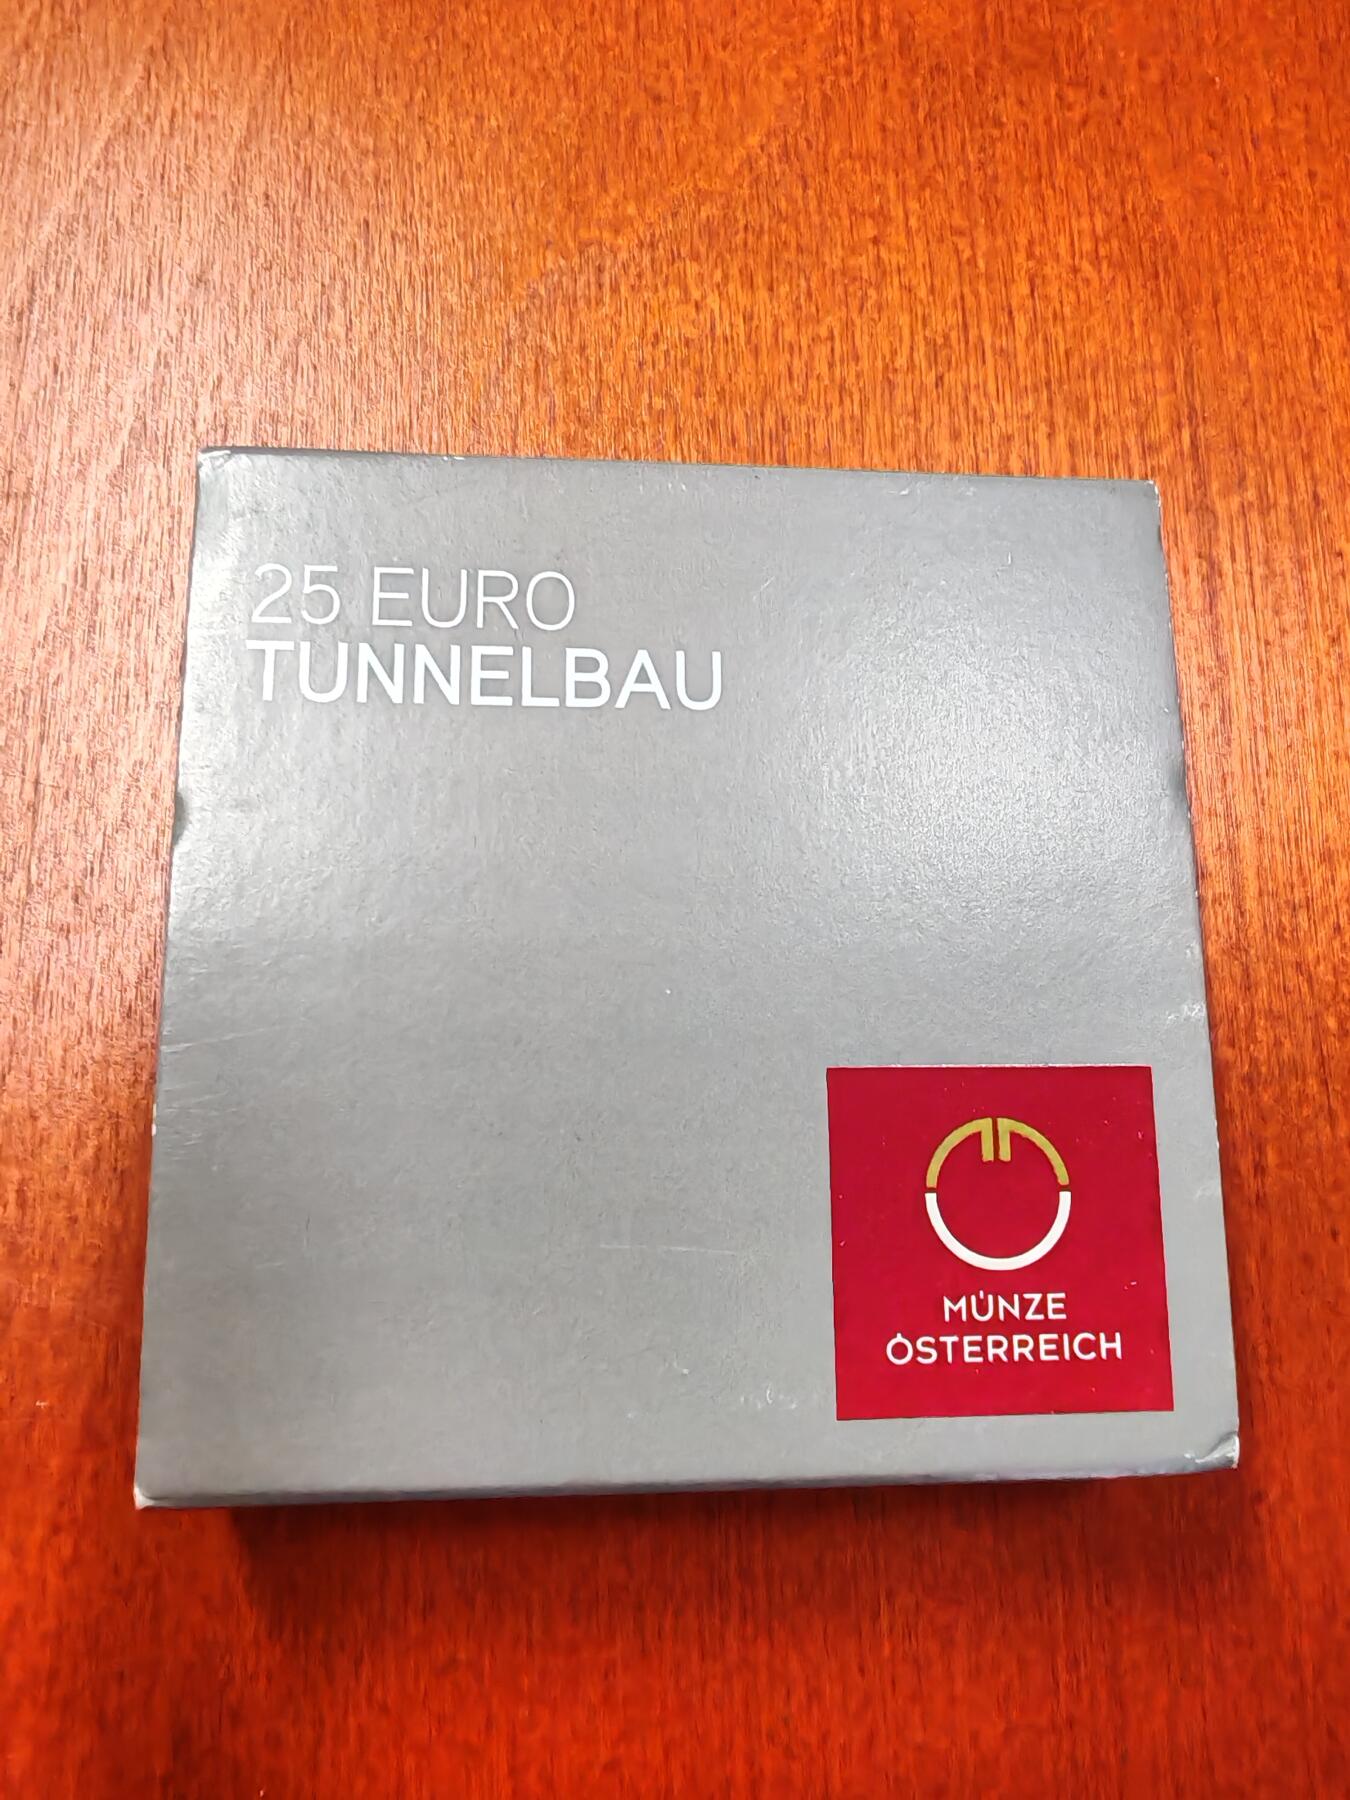 25 EURO
TUNNELBAU
MÜNZE
ÖSTERREICH